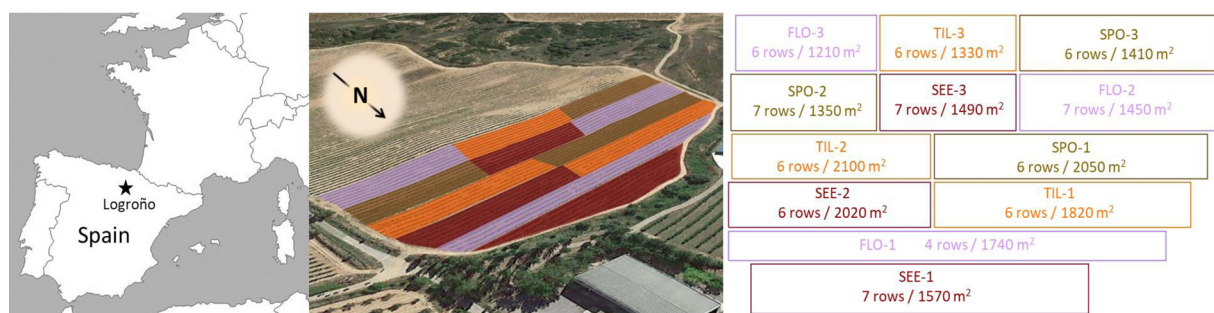 Logroño
Spain
N
FLO-3
6 rows / 1210 m²
TIL-3
6 rows / 1330 m²
SPO-3
6 rows / 1410 m²
SPO-2
7 rows / 1350 m²
SEE-3
7 rows / 1490 m²
FLO-2
7 rows / 1450 m²
TIL-2
6 rows / 2100 m²
SPO-1
6 rows / 2050 m²
SEE-2
6 rows / 2020 m²
TIL-1
6 rows / 1820 m²
FLO-1 4 rows / 1740 m²
SEE-1
7 rows / 1570 m²